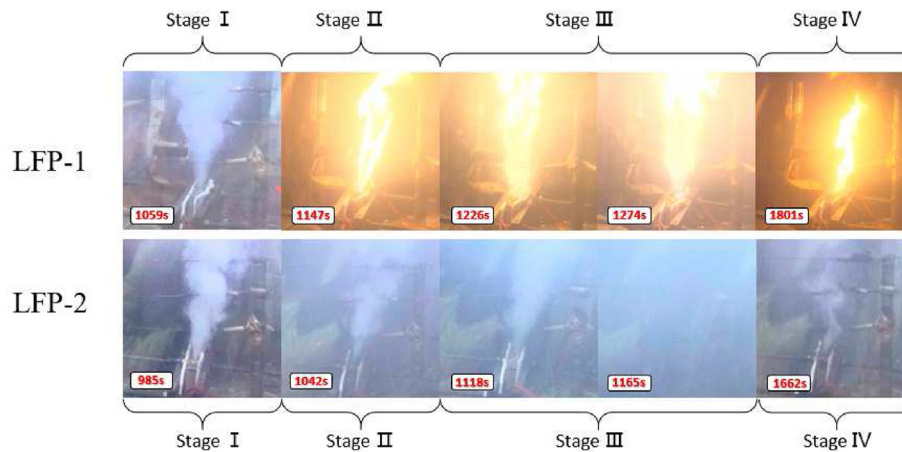 Stage Ⅰ Stage Ⅱ Stage Ⅲ Stage Ⅳ
LFP-1
1059s 1147s 1226s 1274s 1801s
LFP-2
985s 1042s 1118s 1165s 1662s
Stage Ⅰ Stage Ⅱ Stage Ⅲ Stage Ⅳ